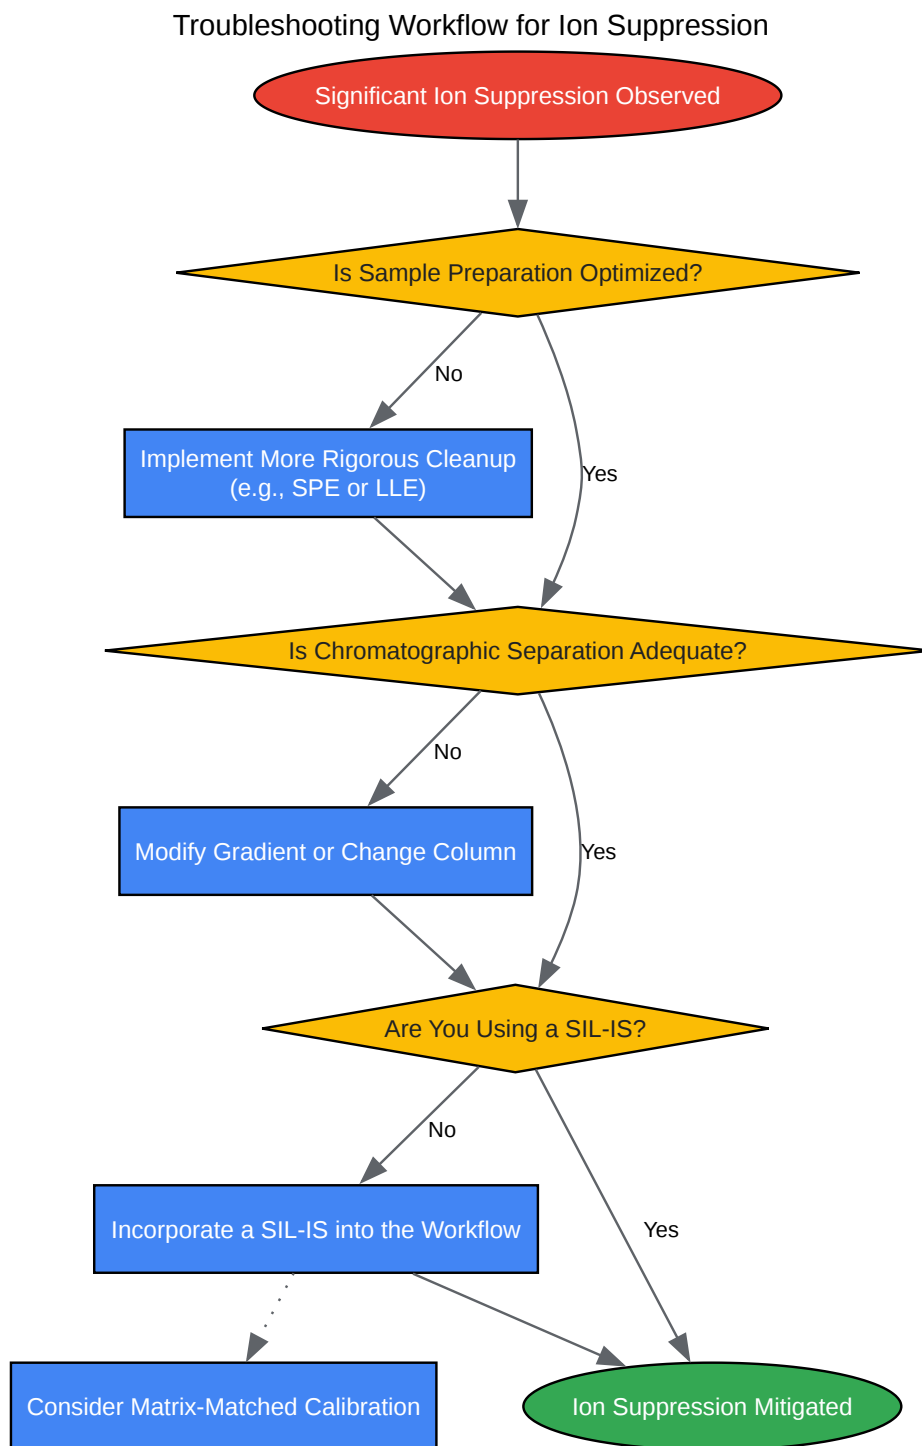 Troubleshooting Workflow for Ion Suppression
Significant Ion Suppression Observed
Is Sample Preparation Optimized?
No
Implement More Rigorous Cleanup
(e.g., SPE or LLE)
Yes
Is Chromatographic Separation Adequate?
No
Modify Gradient or Change Column
Yes
Are You Using a SIL-IS?
No
Incorporate a SIL-IS into the Workflow
Yes
Consider Matrix-Matched Calibration
Ion Suppression Mitigated